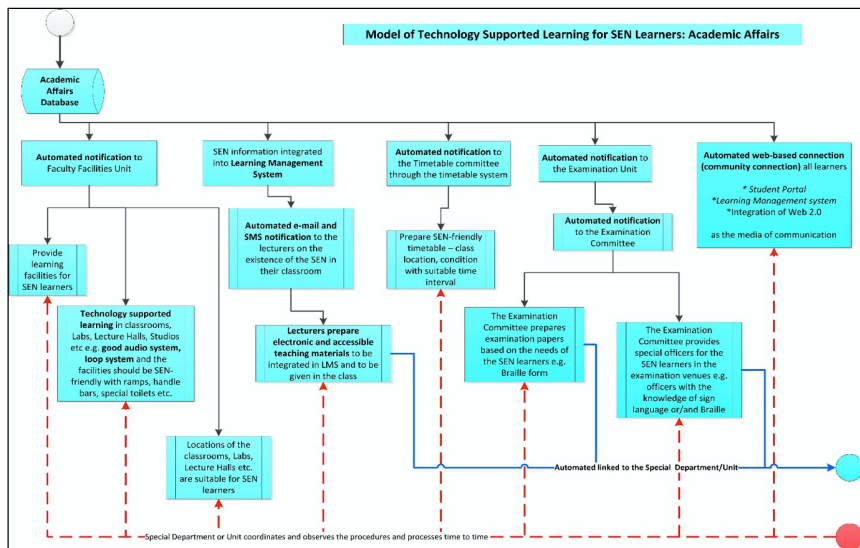 Model of Technology Supported Learning for SEN Learners: Academic Affairs
Academic
Affairs
Database
Automated notification to
Faculty Facilities Unit
SEN information integrated
into Learning Management
System
Automated notification to
the Timetable committee
through the timetable system
Automated notification to
the Examination Unit
Automated web-based connection
(community connection) all learners
* Student Portal
*Learning Management system
*Integration of Web 2.0
as the media of communication
Provide
learning
facilities for
SEN learners
Automated e-mail and
SMS notification to the
lecturers on the
existence of the SEN in
their classroom
Prepare SEN-friendly
timetable – class
location, condition
with suitable time
interval
Automated notification
to the Examination
Committee
Technology supported
learning in classrooms,
Labs, Lecture Halls, Studios
etc e.g. good audio system,
loop system and the
facilities should be SEN-
friendly with ramps, handle
bars, special toilets etc.
Lecturers prepare
electronic and accessible
teaching materials to be
integrated in LMS and to be
given in the class
The Examination
Committee prepares
examination papers
based on the needs of
the SEN learners e.g.
Braille form
The Examination
Committee provides
special officers for the
SEN learners in the
examination venues e.g.
officers with the
knowledge of sign
language or/and Braille
Locations of the
classrooms, Labs,
Lecture Halls etc.
are suitable for SEN
learners
Automated linked to the Special Department/Unit
Special Department or Unit coordinates and observes the procedures and processes time to time